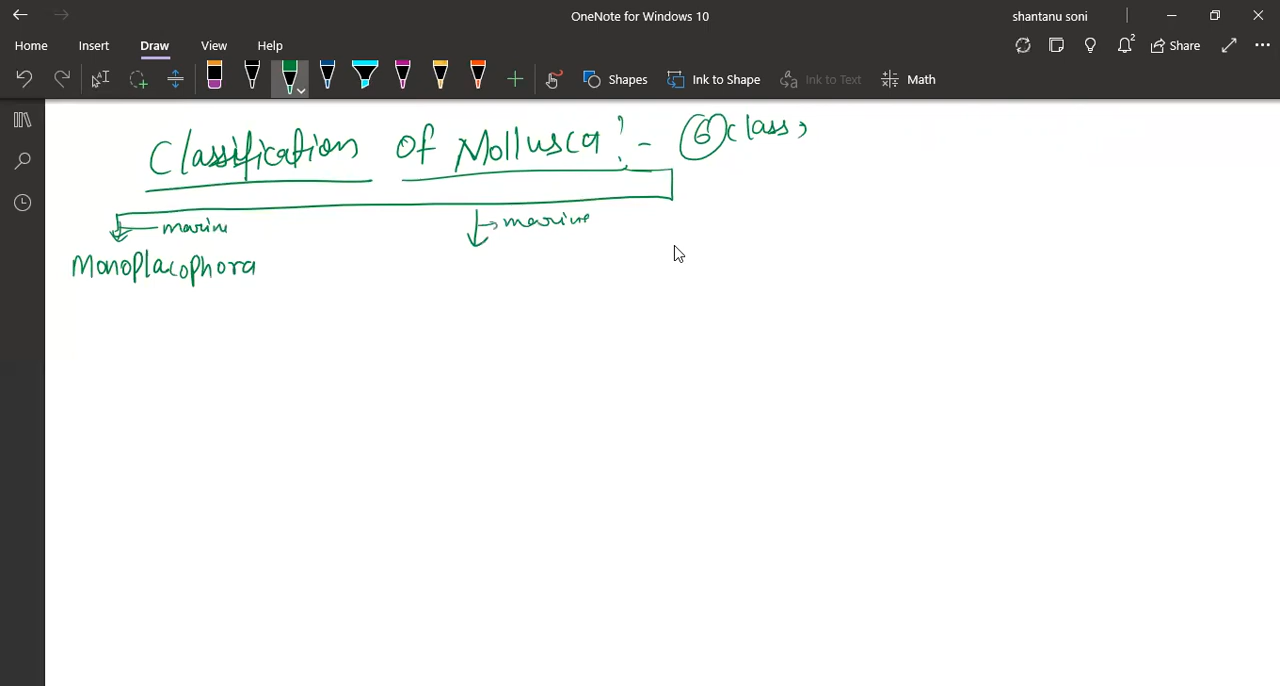 OneNote for Windows 10
shantanu soni
Home Insert Draw View Help
Share
Shapes Ink to Shape Ink to Text Math
Classification of Mollusca :- 6 class,
marine marine
Monoplacophora